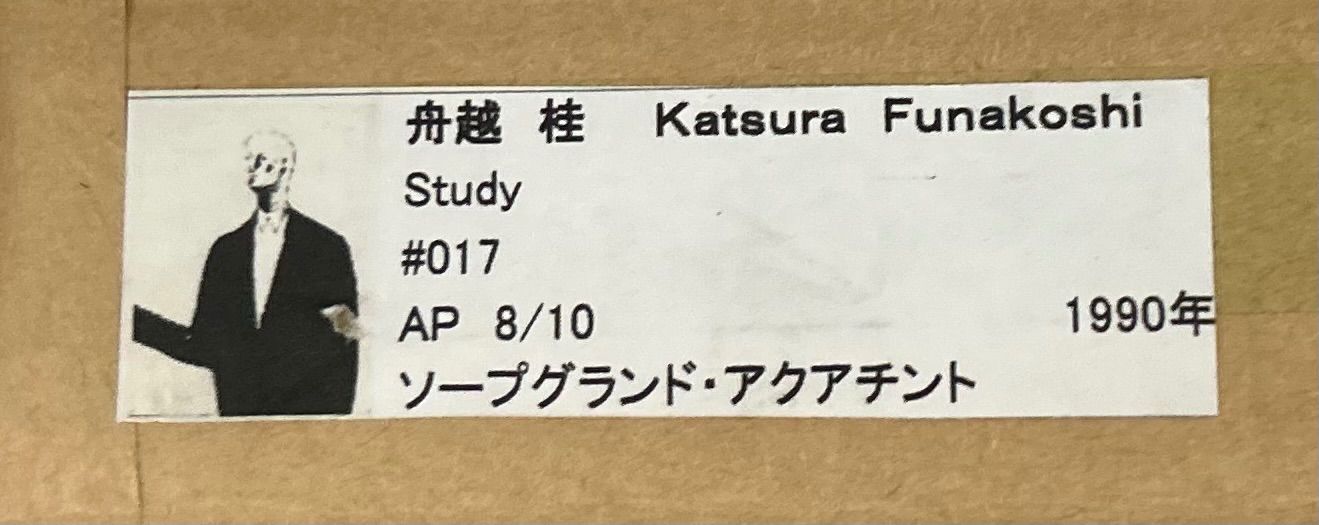 舟越 桂 Katsura Funakoshi
Study
#017
AP 8/10 1990年
ソープグランド・アクアチント